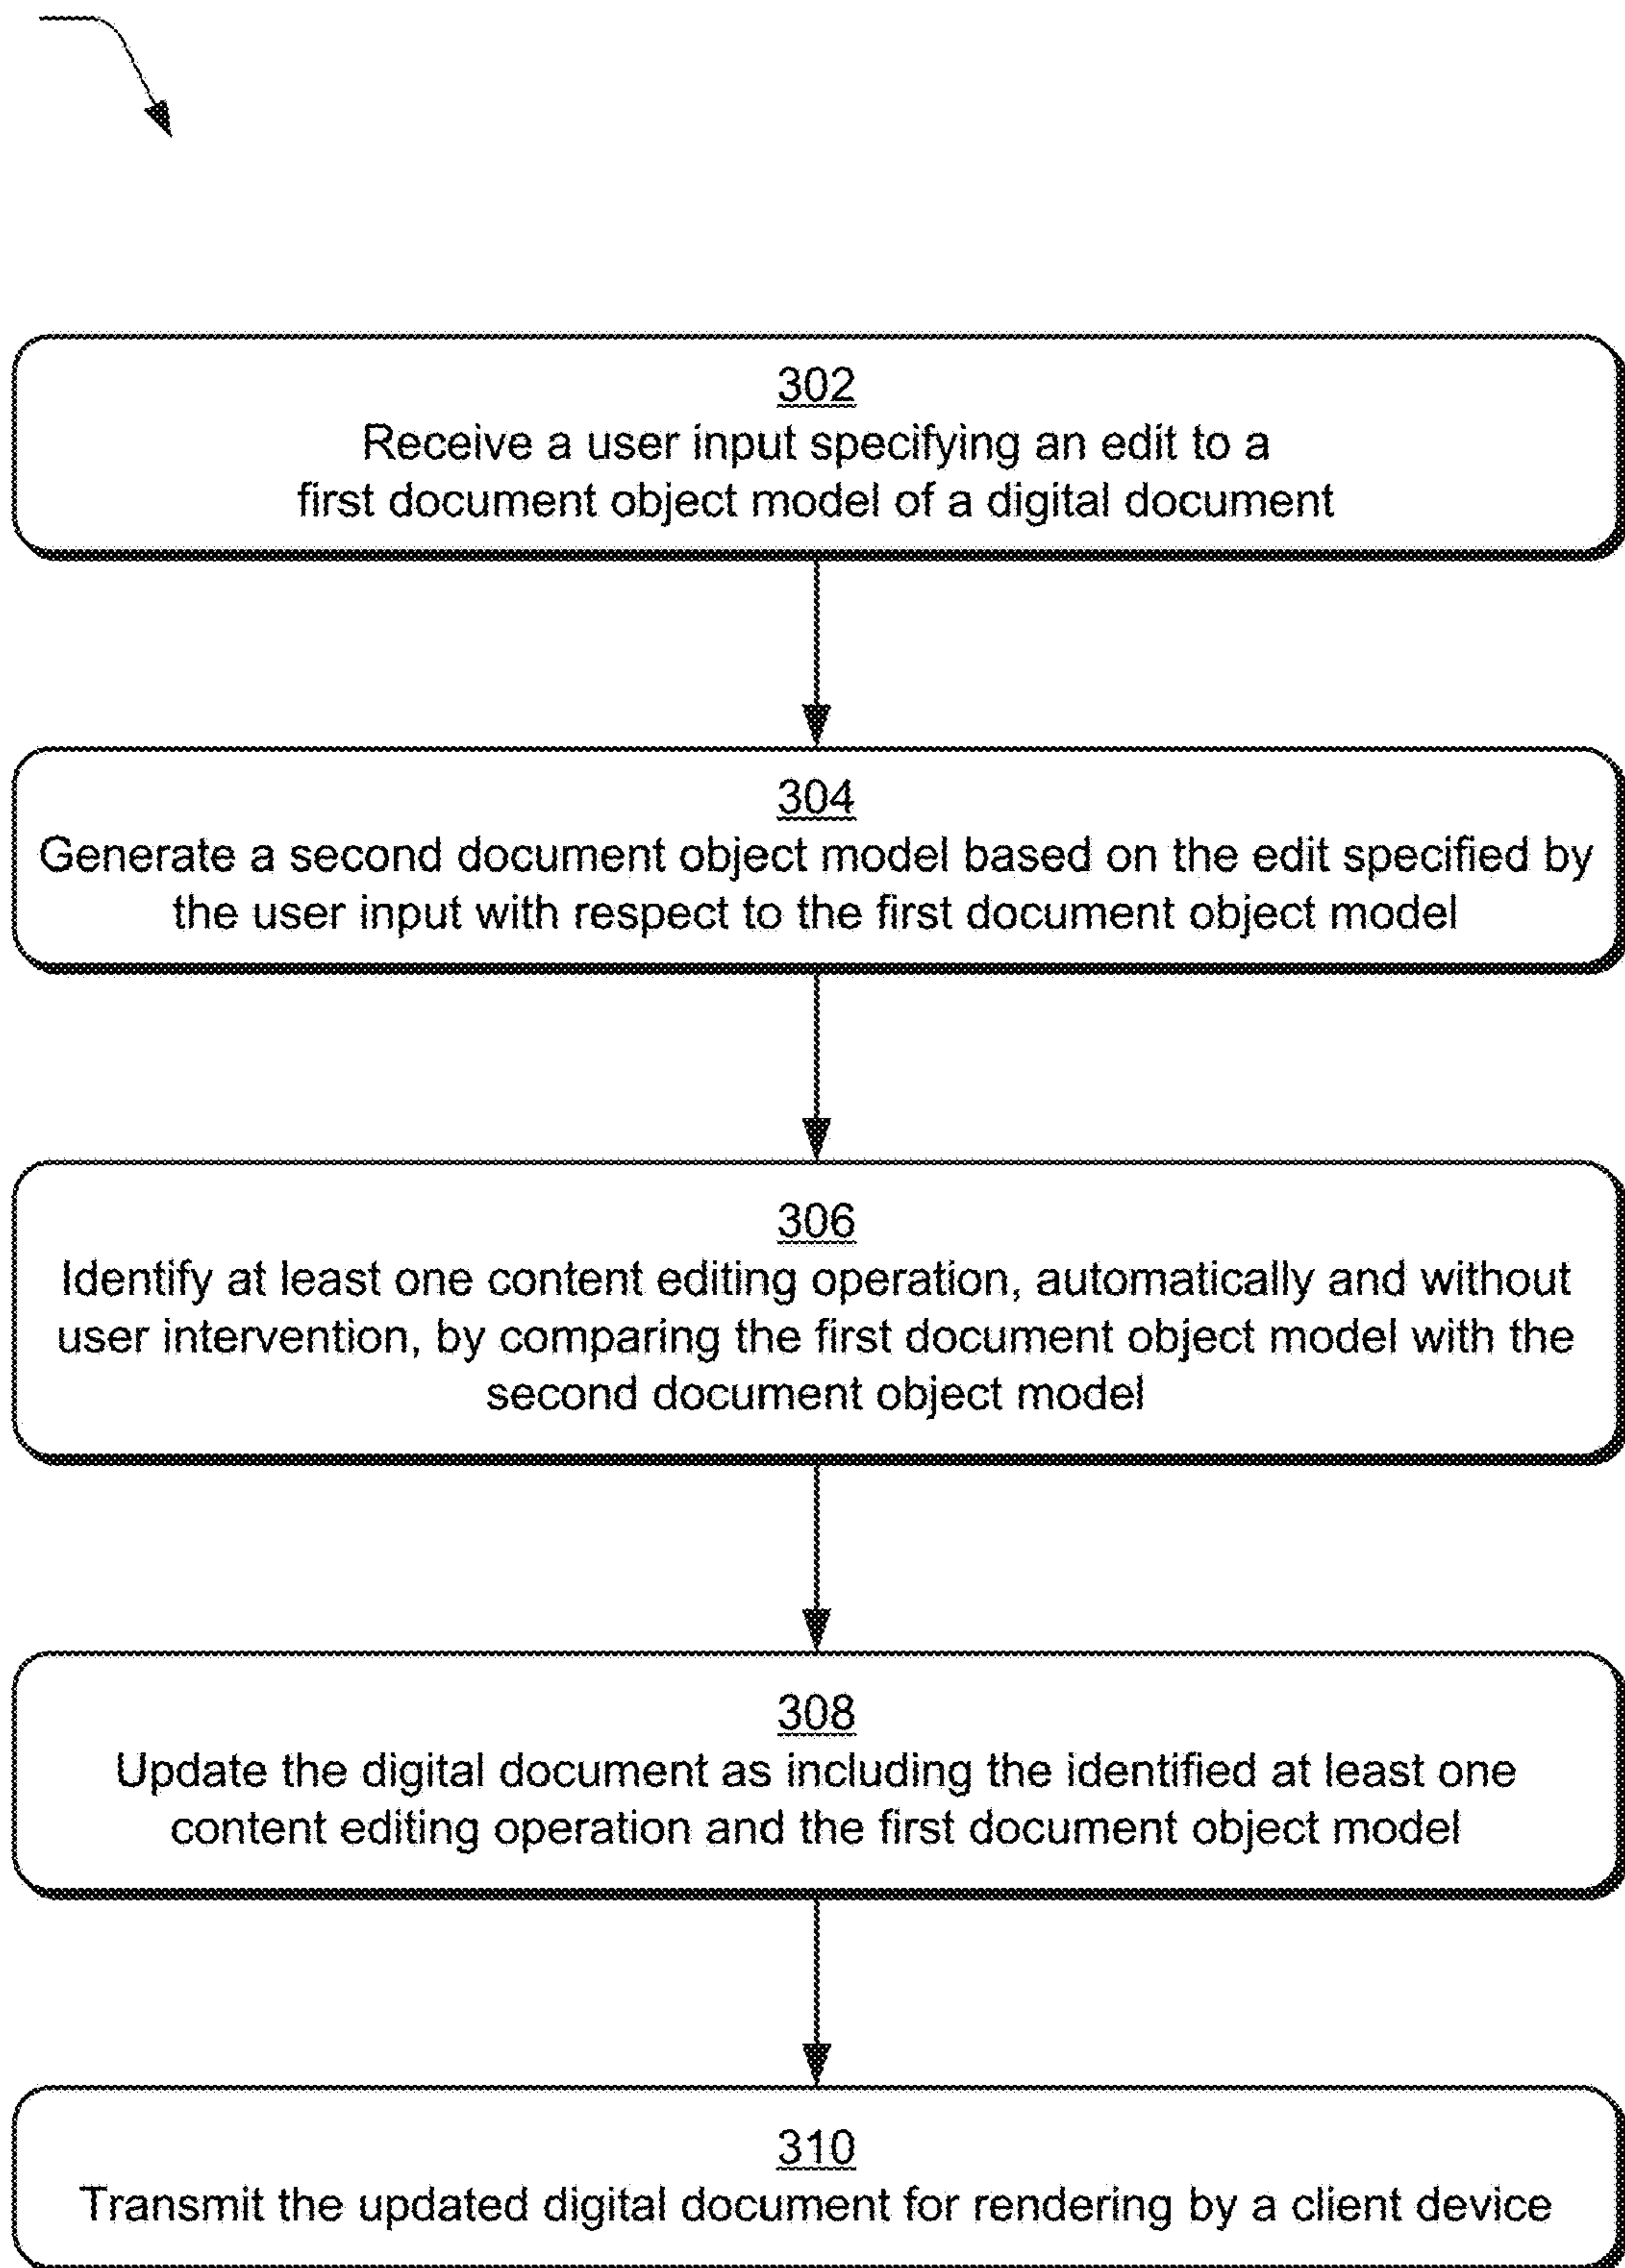 302
Receive a user input specifying an edit to a
first document object model of a digital document
304
Generate a second document object model based on the edit specified by
the user input with respect to the first document object model
306
Identify at least one content editing operation, automatically and without
user intervention, by comparing the first document object model with the
second document object model
308
Update the digital document as including the identified at least one
content editing operation and the first document object model
310
Transmit the updated digital document for rendering by a client device